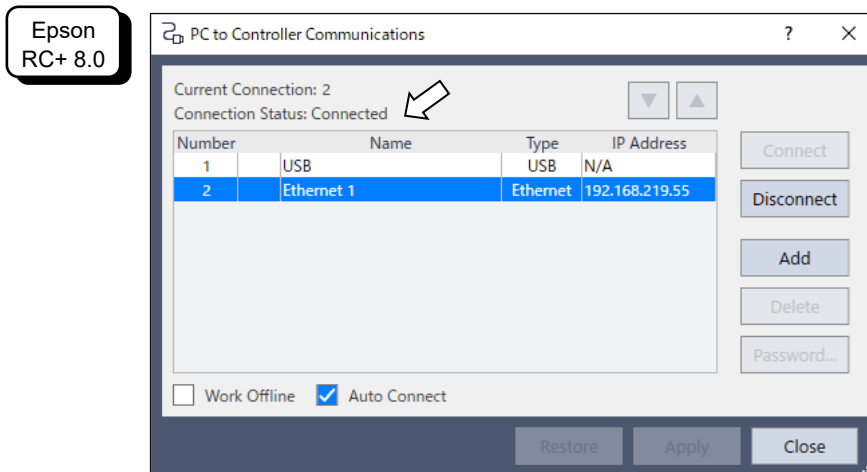 Epson
RC+ 8.0
PC to Controller Communications
?
Current Connection: 2
Connection Status: Connected
Number Name Type IP Address
1 USB USB N/A
2 Ethernet 1 Ethernet 192.168.219.55
Connect
Disconnect
Add
Delete
Password...
Work Offline Auto Connect
Restore Apply Close